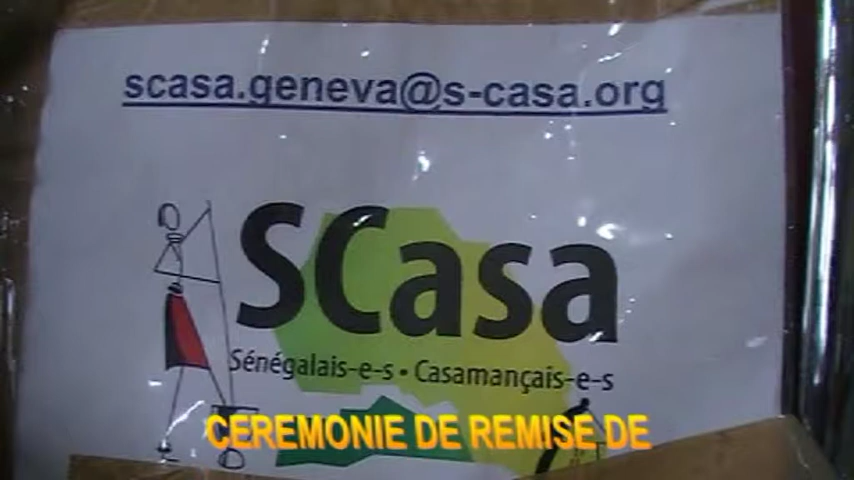 scasa.geneva@s-casa.org
SCasa
Sénégalais-e-s • Casamançais-e-s
CEREMONIE DE REMISE DE